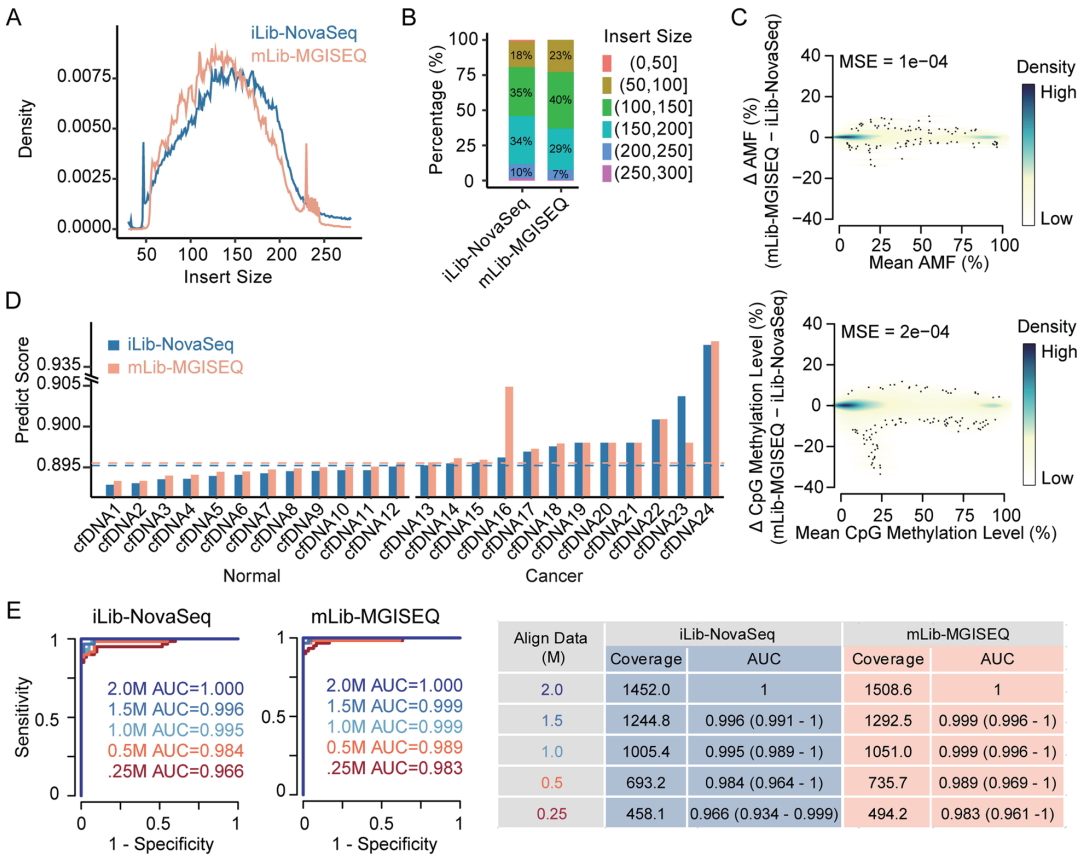 A
iLib-NovaSeq
mLib-MGISEQ
Density
0.0075
0.0050
0.0025
0.0000
50 100 150 200 250
Insert Size
B
Percentage (%)
100
75
50
25
0
18%
35%
34%
10%
23%
40%
29%
7%
iLib-NovaSeq
mLib-MGISEQ
Insert Size
(0,50]
(50,100]
(100,150]
(150,200]
(200,250]
(250,300]
C
Δ AMF (%)
(mLib-MGISEQ − iLib-NovaSeq)
40
20
0
−20
−40
MSE = 1e−04
0 25 50 75 100
Mean AMF (%)
Density
High
Low
Δ CpG Methylation Level (%)
(mLib-MGISEQ − iLib-NovaSeq)
40
20
0
−20
−40
MSE = 2e−04
0 25 50 75 100
Mean CpG Methylation Level (%)
Density
High
Low
D
Predict Score
0.935
0.905
0.900
0.895
iLib-NovaSeq
mLib-MGISEQ
cfDNA1
cfDNA2
cfDNA3
cfDNA4
cfDNA5
cfDNA6
cfDNA7
cfDNA8
cfDNA9
cfDNA10
cfDNA11
cfDNA12
cfDNA13
cfDNA14
cfDNA15
cfDNA16
cfDNA17
cfDNA18
cfDNA19
cfDNA20
cfDNA21
cfDNA22
cfDNA23
cfDNA24
Normal
Cancer
E
iLib-NovaSeq
Sensitivity
1
0.5
0
2.0M AUC=1.000
1.5M AUC=0.996
1.0M AUC=0.995
0.5M AUC=0.984
.25M AUC=0.966
0 0.5 1
1 - Specificity
mLib-MGISEQ
1
0.5
0
2.0M AUC=1.000
1.5M AUC=0.999
1.0M AUC=0.999
0.5M AUC=0.989
.25M AUC=0.983
0 0.5 1
1 - Specificity
Align Data
(M)
iLib-NovaSeq mLib-MGISEQ
Coverage AUC Coverage AUC
2.0 1452.0 1 1508.6 1
1.5 1244.8 0.996 (0.991 - 1) 1292.5 0.999 (0.996 - 1)
1.0 1005.4 0.995 (0.989 - 1) 1051.0 0.999 (0.996 - 1)
0.5 693.2 0.984 (0.964 - 1) 735.7 0.989 (0.969 - 1)
0.25 458.1 0.966 (0.934 - 0.999) 494.2 0.983 (0.961 -1)